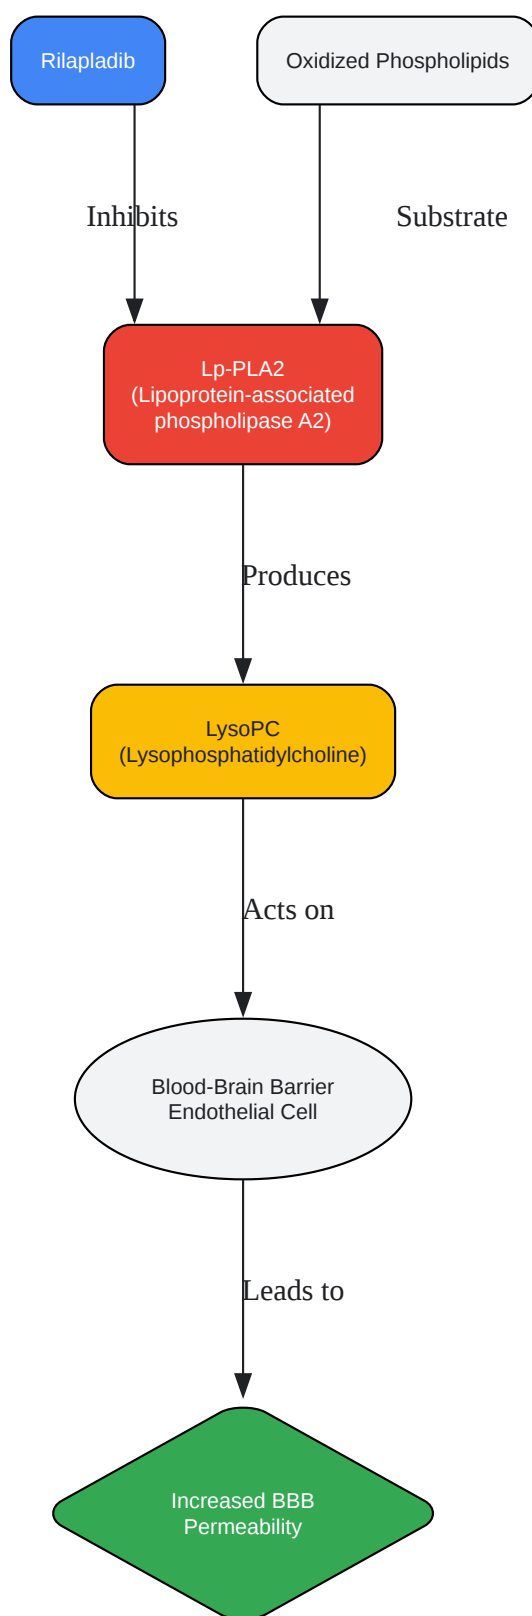 Rilapladib
Oxidized Phospholipids
Inhibits
Substrate
Lp-PLA2
(Lipoprotein-associated
phospholipase A2)
Produces
LysoPC
(Lysophosphatidylcholine)
Acts on
Blood-Brain Barrier
Endothelial Cell
Leads to
Increased BBB
Permeability